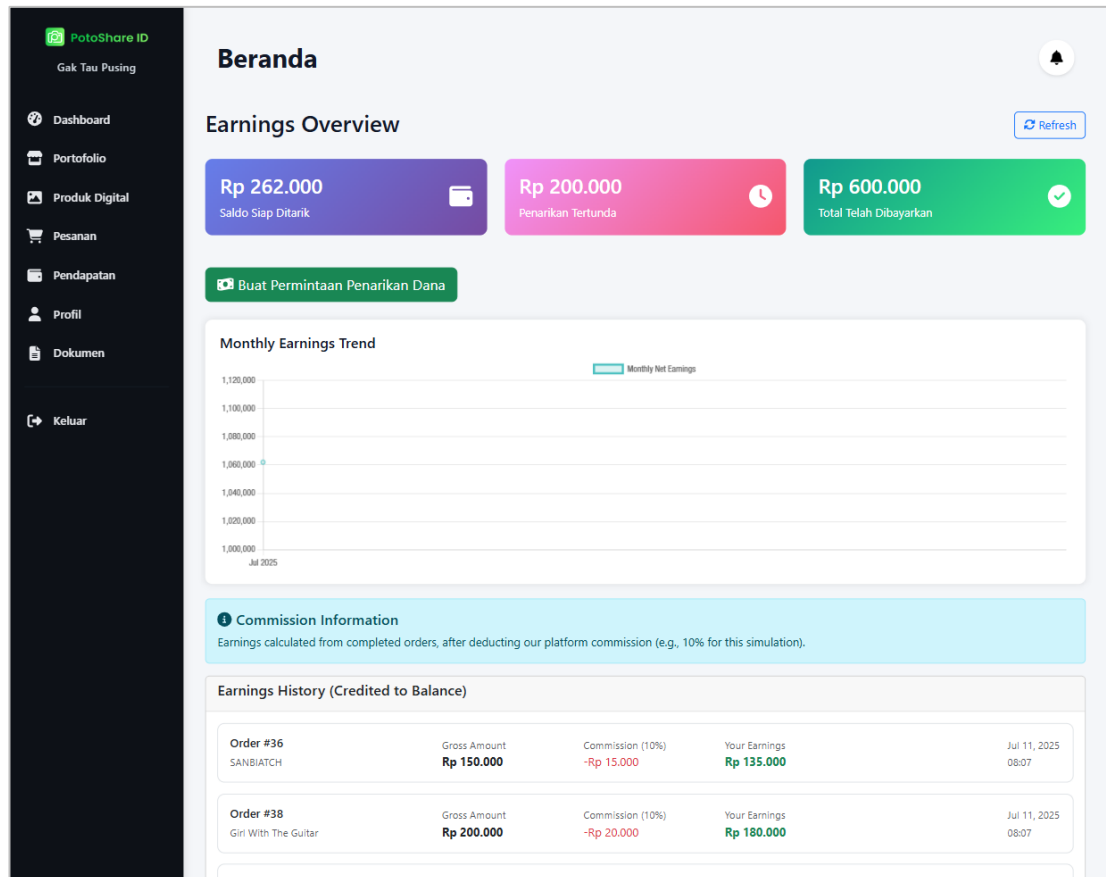 PotoShare ID
Gak Tau Pusing
Dashboard
Portofolio
Produk Digital
Pesanan
Pendapatan
Profil
Dokumen
Keluar
Beranda
Earnings Overview
Refresh
Rp 262.000
Saldo Siap Ditarik
Rp 200.000
Penarikan Tertunda
Rp 600.000
Total Telah Dibayarkan
Buat Permintaan Penarikan Dana
Monthly Earnings Trend
Monthly Net Earnings
1,120,000
1,100,000
1,080,000
1,060,000
1,040,000
1,020,000
1,000,000
Jul 2025
Commission Information
Earnings calculated from completed orders, after deducting our platform commission (e.g., 10% for this simulation).
Earnings History (Credited to Balance)
Order #36 Gross Amount Commission (10%) Your Earnings Jul 11, 2025
SANBIATCH Rp 150.000 -Rp 15.000 Rp 135.000 08:07
Order #38 Gross Amount Commission (10%) Your Earnings Jul 11, 2025
Girl With The Guitar Rp 200.000 -Rp 20.000 Rp 180.000 08:07